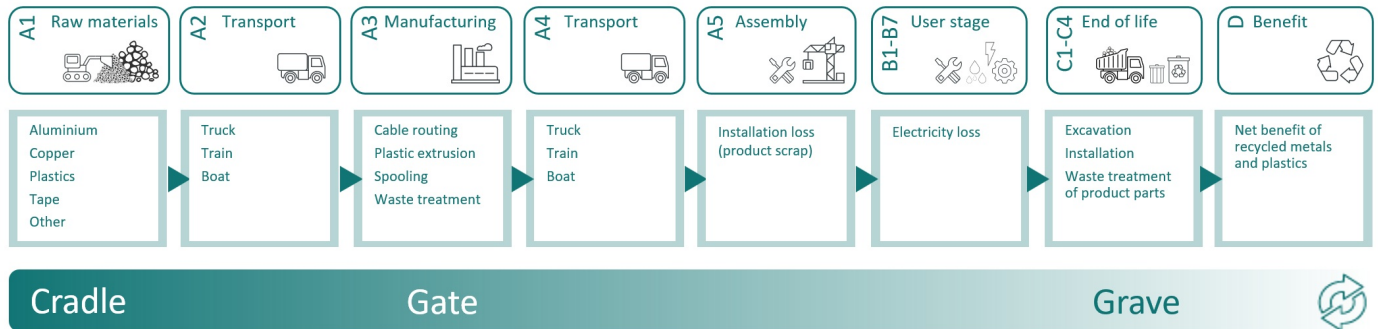 A1 Raw materials
A2 Transport
A3 Manufacturing
A4 Transport
A5 Assembly
B1-B7 User stage
C1-C4 End of life
D Benefit
Aluminium
Copper
Plastics
Tape
Other
Truck
Train
Boat
Cable routing
Plastic extrusion
Spooling
Waste treatment
Truck
Train
Boat
Installation loss
(product scrap)
Electricity loss
Excavation
Installation
Waste treatment
of product parts
Net benefit of
recycled metals
and plastics
Cradle
Gate
Grave